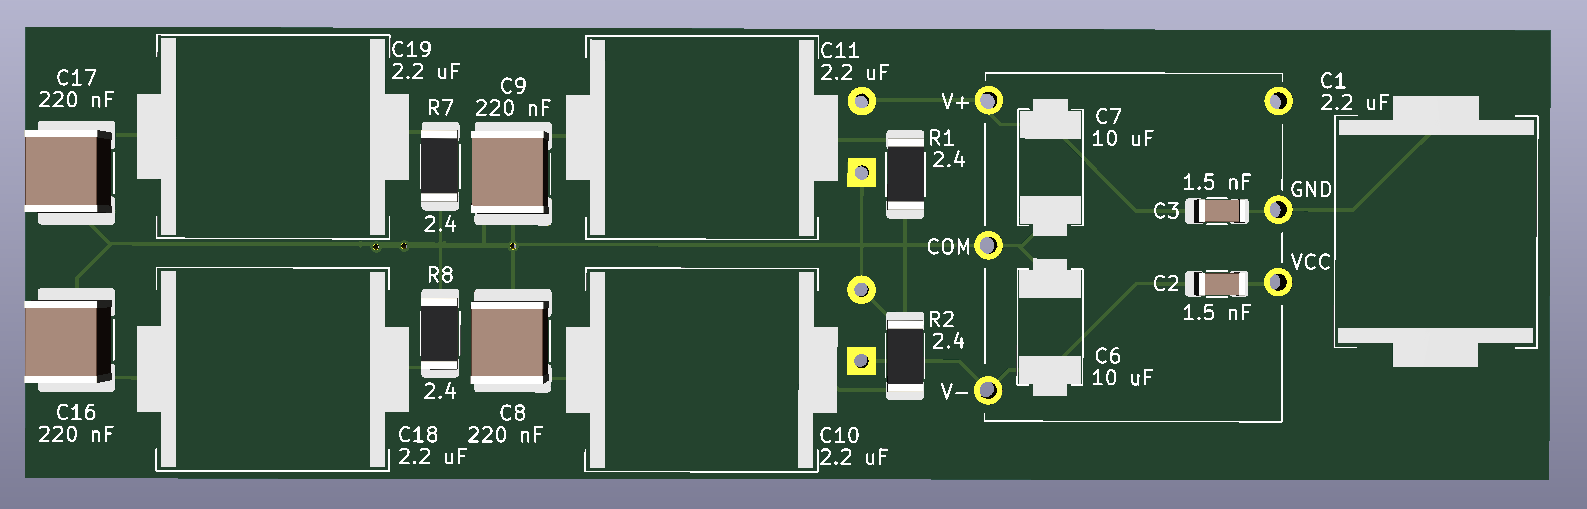 C17
220 nF
C19
2.2 uF
R7
2.4
C9
220 nF
C11
2.2 uF
V+
R1
2.4
C7
10 uF
C1
2.2 uF
1.5 nF
C3
GND
COM
VCC
C2
1.5 nF
R8
2.4
R2
2.4
C6
10 uF
V-
C16
220 nF
C18
2.2 uF
C8
220 nF
C10
2.2 uF